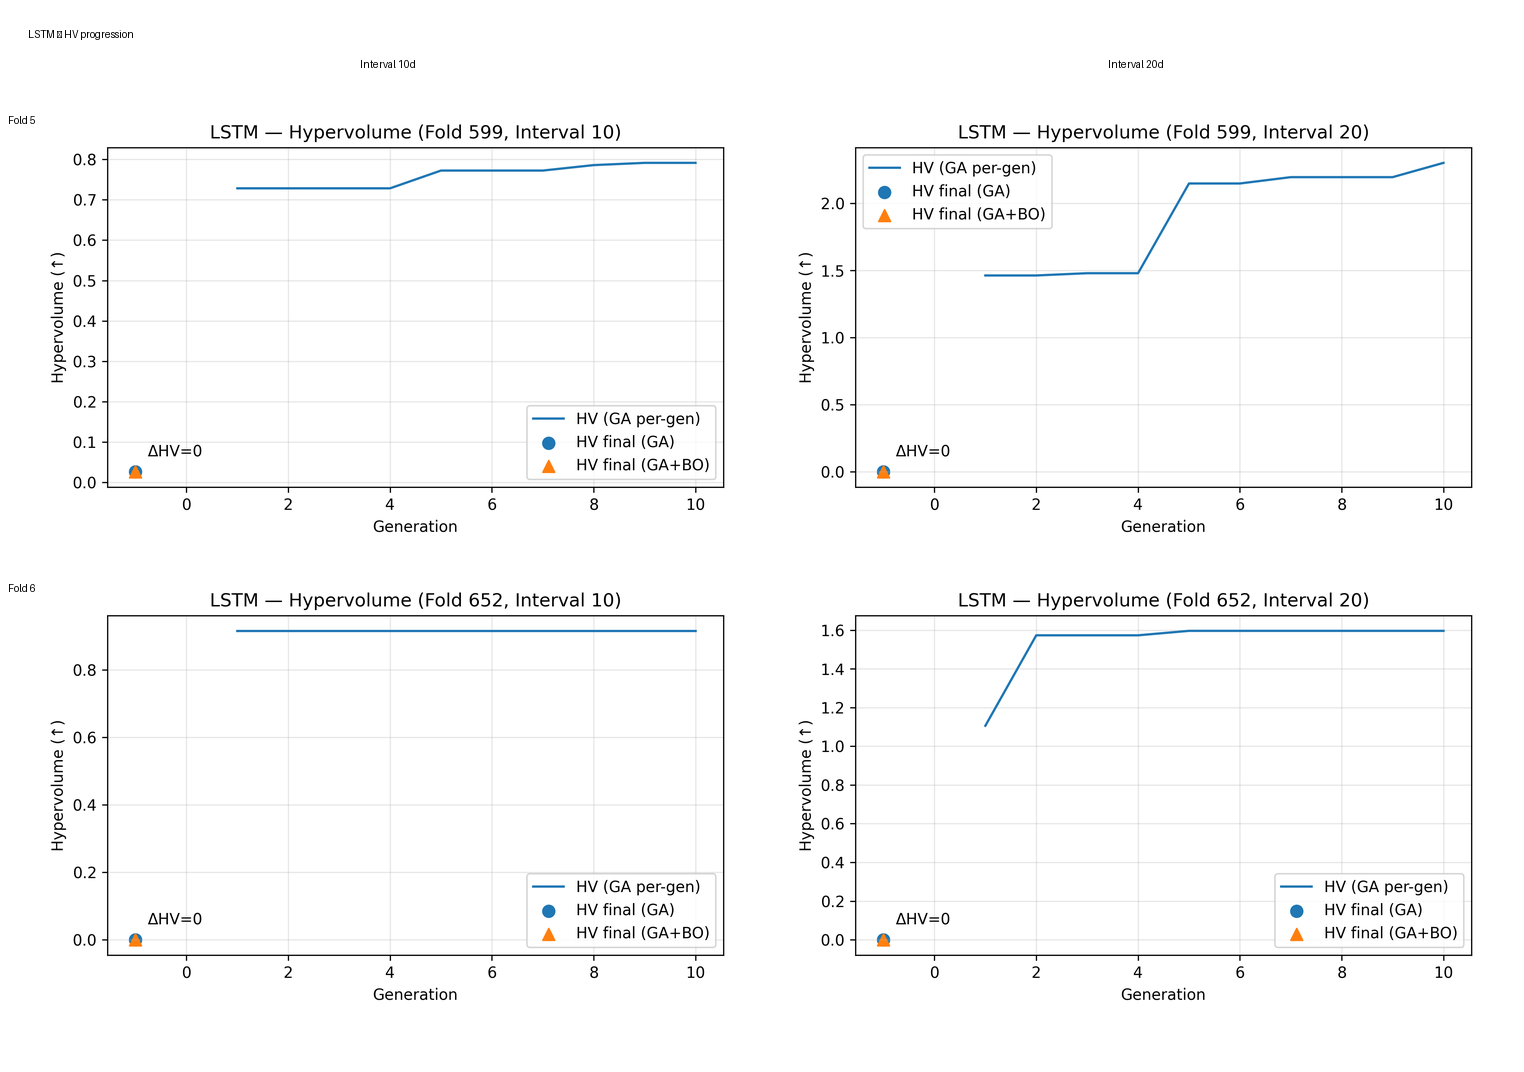 LSTM HV progression
Interval 10d
Interval 20d
Fold 5
LSTM — Hypervolume (Fold 599, Interval 10)
Hypervolume (↑)
0.8
0.7
0.6
0.5
0.4
0.3
0.2
0.1
0.0
ΔHV=0
HV (GA per-gen)
HV final (GA)
HV final (GA+BO)
0 2 4 6 8 10
Generation
LSTM — Hypervolume (Fold 599, Interval 20)
HV (GA per-gen)
HV final (GA)
HV final (GA+BO)
Hypervolume (↑)
2.0
1.5
1.0
0.5
0.0
ΔHV=0
0 2 4 6 8 10
Generation
Fold 6
LSTM — Hypervolume (Fold 652, Interval 10)
Hypervolume (↑)
0.8
0.6
0.4
0.2
0.0
ΔHV=0
HV (GA per-gen)
HV final (GA)
HV final (GA+BO)
0 2 4 6 8 10
Generation
LSTM — Hypervolume (Fold 652, Interval 20)
Hypervolume (↑)
1.6
1.4
1.2
1.0
0.8
0.6
0.4
0.2
0.0
ΔHV=0
HV (GA per-gen)
HV final (GA)
HV final (GA+BO)
0 2 4 6 8 10
Generation